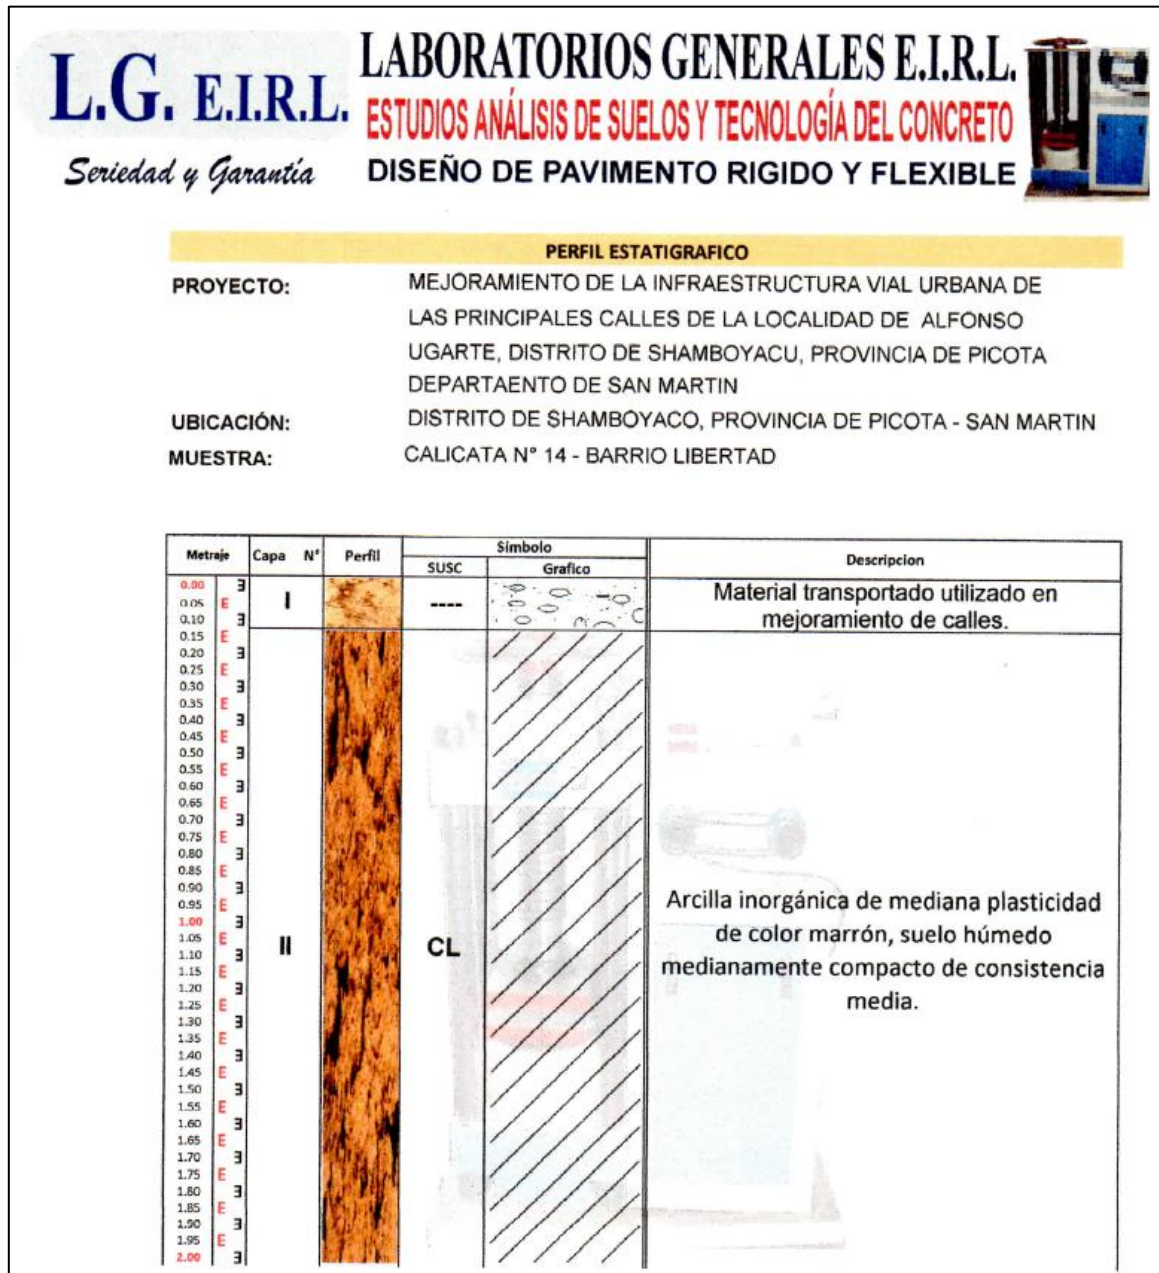 L.G. E.I.R.L.
Seriedad y Garantía
LABORATORIOS GENERALES E.I.R.L.
ESTUDIOS ANÁLISIS DE SUELOS Y TECNOLOGÍA DEL CONCRETO
DISEÑO DE PAVIMENTO RIGIDO Y FLEXIBLE
PERFIL ESTATIGRAFICO
PROYECTO: MEJORAMIENTO DE LA INFRAESTRUCTURA VIAL URBANA DE
LAS PRINCIPALES CALLES DE LA LOCALIDAD DE ALFONSO
UGARTE, DISTRITO DE SHAMBOYACU, PROVINCIA DE PICOTA
DEPARTAENTO DE SAN MARTIN
UBICACIÓN: DISTRITO DE SHAMBOYACO, PROVINCIA DE PICOTA - SAN MARTIN
MUESTRA: CALICATA N° 14 - BARRIO LIBERTAD
Metraje Capa N° Perfil Simbolo Descripcion
SUSC Grafico
0.00 E
0.05 E
0.10 E
I ---- Material transportado utilizado en
mejoramiento de calles.
0.15 E
0.20 E
0.25 E
0.30 E
0.35 E
0.40 E
0.45 E
0.50 E
0.55 E
0.60 E
0.65 E
0.70 E
0.75 E
0.80 E
0.85 E
0.90 E
0.95 E
1.00 E
1.05 E
1.10 E
1.15 E
1.20 E
1.25 E
1.30 E
1.35 E
1.40 E
1.45 E
1.50 E
1.55 E
1.60 E
1.65 E
1.70 E
1.75 E
1.80 E
1.85 E
1.90 E
1.95 E
2.00 E
II CL Arcilla inorgánica de mediana plasticidad
de color marrón, suelo húmedo
medianamente compacto de consistencia
media.